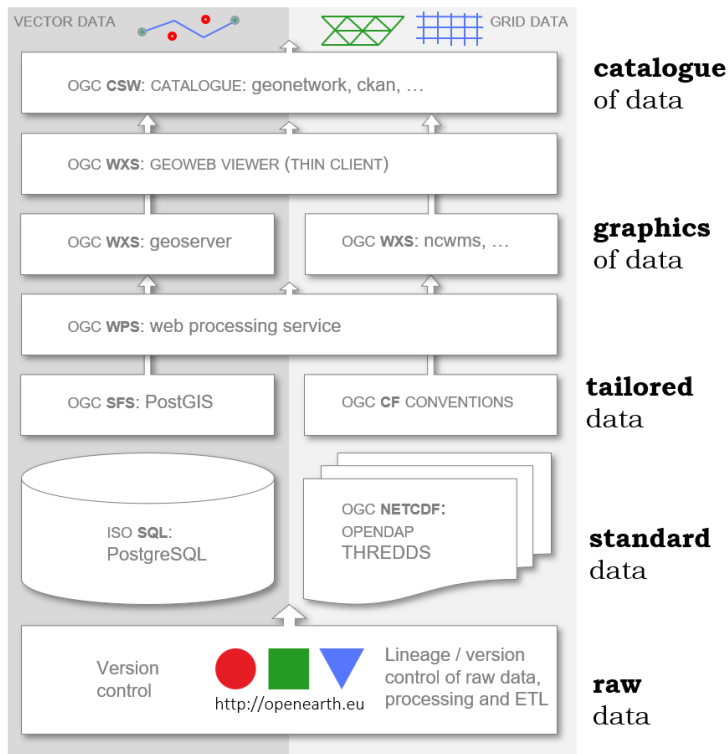 VECTOR DATA
GRID DATA
OGC CSW: CATALOGUE: geonetwork, ckan, …
catalogue
of data
OGC WXS: GEOWEB VIEWER (THIN CLIENT)
OGC WXS: geoserver
OGC WXS: ncwms, …
graphics
of data
OGC WPS: web processing service
OGC SFS: PostGIS
OGC CF CONVENTIONS
tailored
data
ISO SQL:
PostgreSQL
OGC NETCDF:
OPENDAP
THREDDS
standard
data
Version
control
http://openearth.eu
Lineage / version
control of raw data,
processing and ETL
raw
data